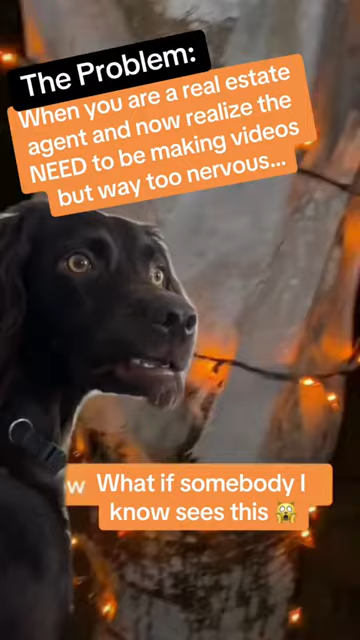 The Problem:
When you are a real estate
agent and now realize the
NEED to be making videos
but way too nervous...
w What if somebody I
know sees this 🙀